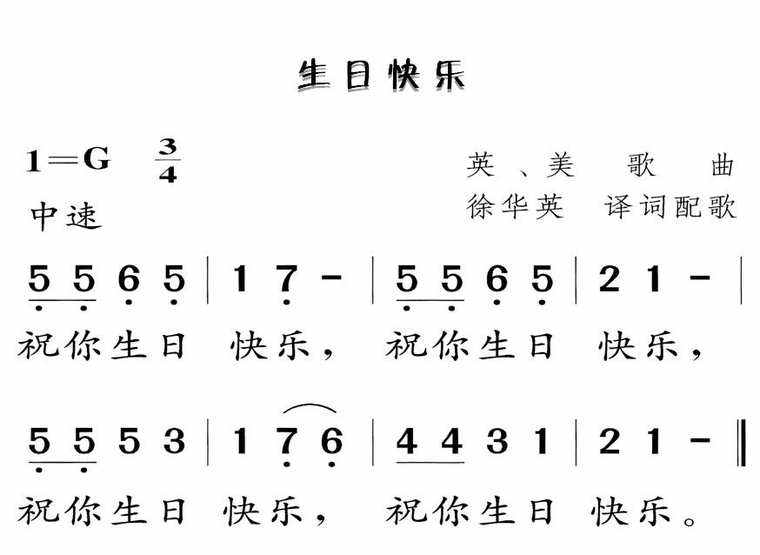 生日快乐
1=G 3/4
英、美 歌 曲
中速
徐华英 译词配歌
5̣ 5̣ 6̣ 5̣ | 1 7̣ - | 5̣ 5̣ 6̣ 5̣ | 2 1 - |
祝你生日 快乐， 祝你生日 快乐，
5̣ 5̣ 5 3 | 1 7̣ 6̣ | 4 4 3 1 | 2 1 - ‖
祝你生日 快乐， 祝你生日 快乐。